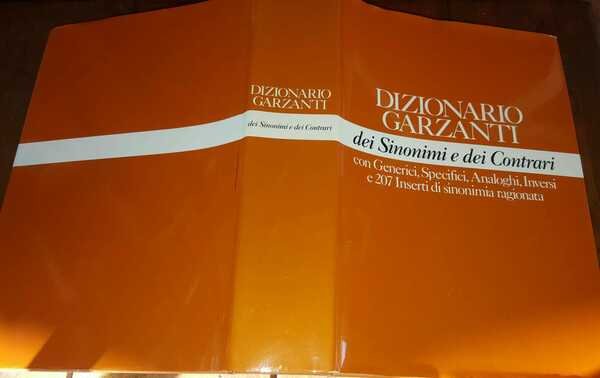 DIZIONARIO
GARZANTI
dei Sinonimi e dei Contrari
DIZIONARIO
GARZANTI
dei Sinonimi e dei Contrari
con Generici, Specifici, Analoghi, Inversi
e 207 Inserti di sinonimia ragionata